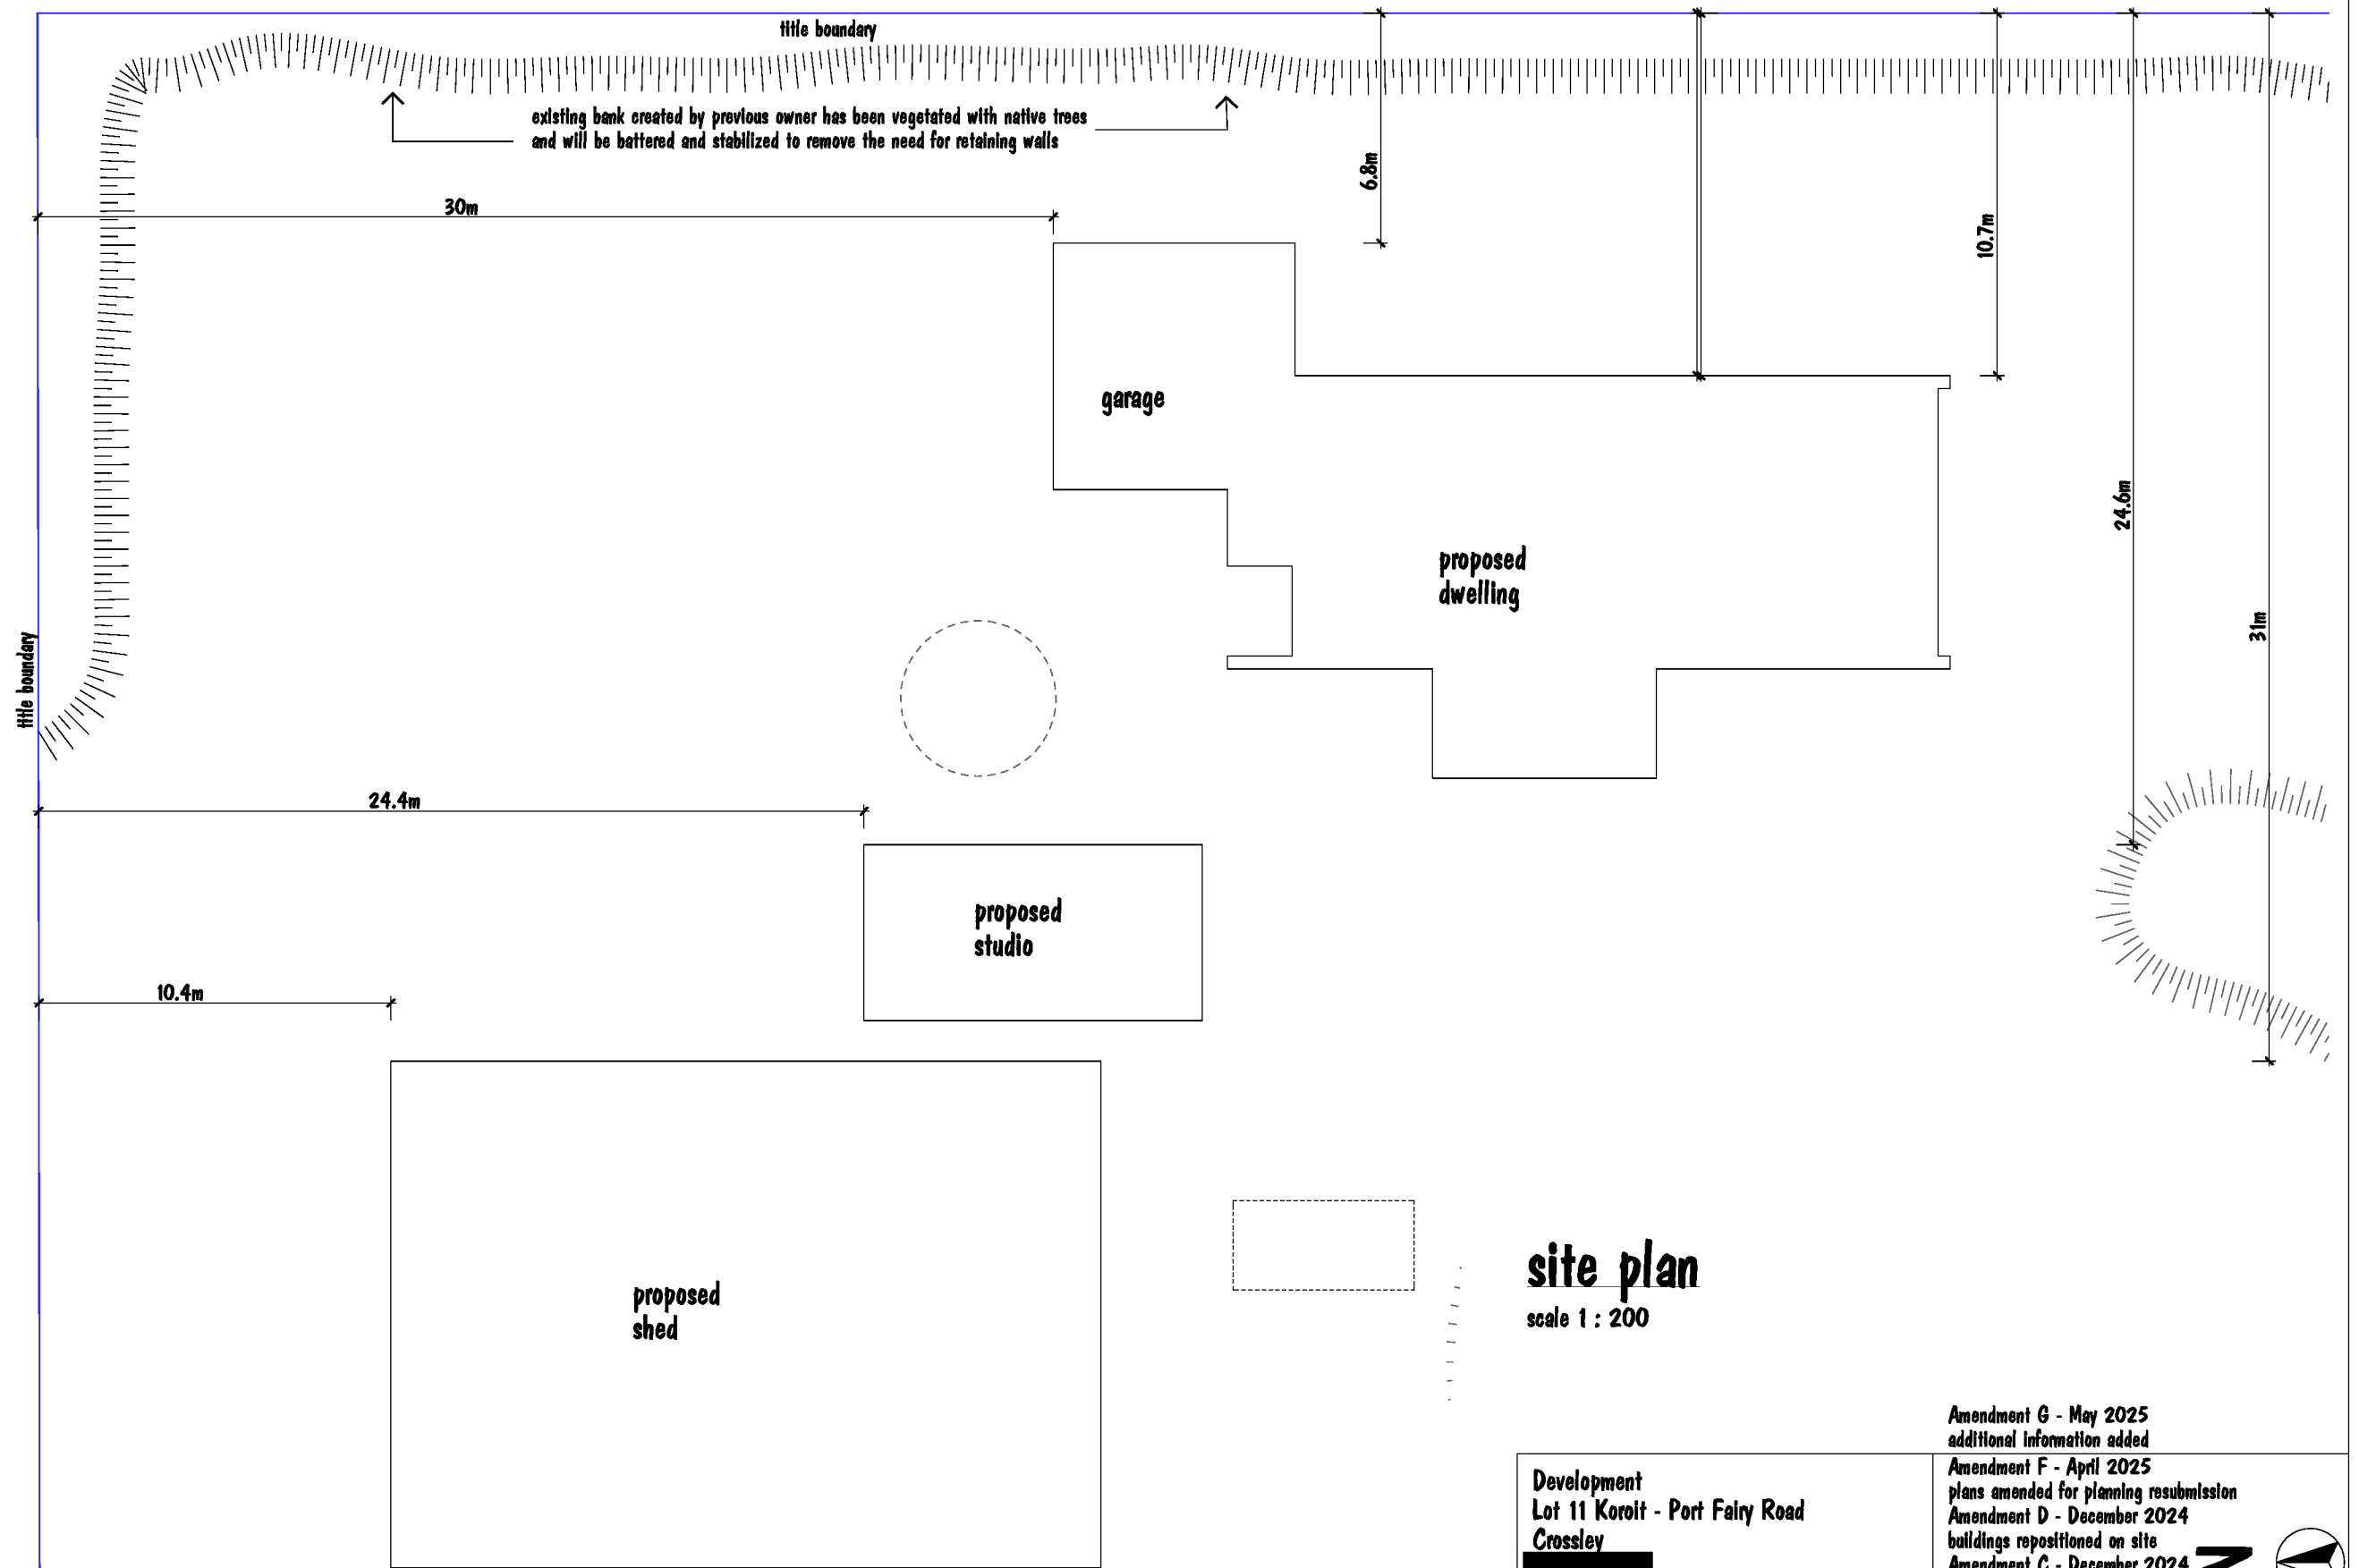 title boundary
existing bank created by previous owner has been vegetated with native trees
and will be battered and stabilized to remove the need for retaining walls
6.8m
30m
10.7m
garage
24.6m
proposed
dwelling
31m
title boundary
24.4m
proposed
studio
10.4m
proposed
shed
site plan
scale 1 : 200
Amendment G - May 2025
additional information added
Development
Lot 11 Koroit - Port Fairy Road
Crossley
Amendment F - April 2025
plans amended for planning resubmission
Amendment D - December 2024
buildings repositioned on site
Amendment C - December 2024